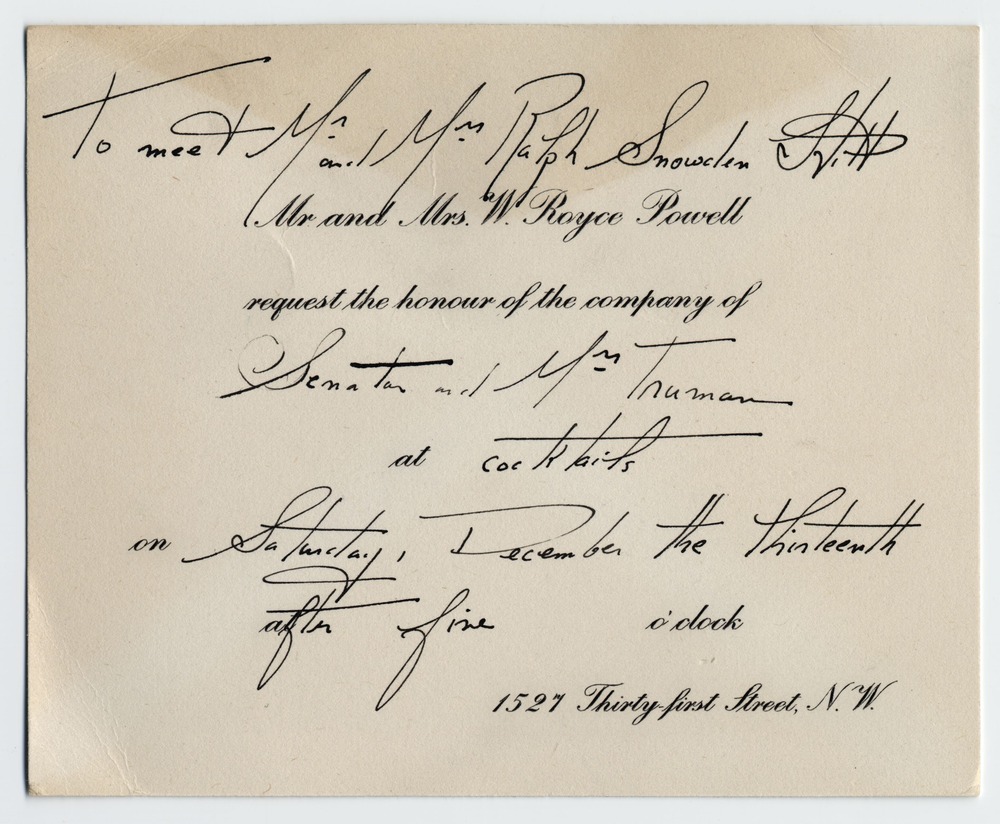 To meet Mr and Mrs Ralph Snowden Hill
Mr and Mrs. W. Royce Powell
request the honour of the company of
Senator and Mrs Truman
at cocktails
on Saturday, December the thirteenth
after five o'clock
1527 Thirty-first Street, N.W.